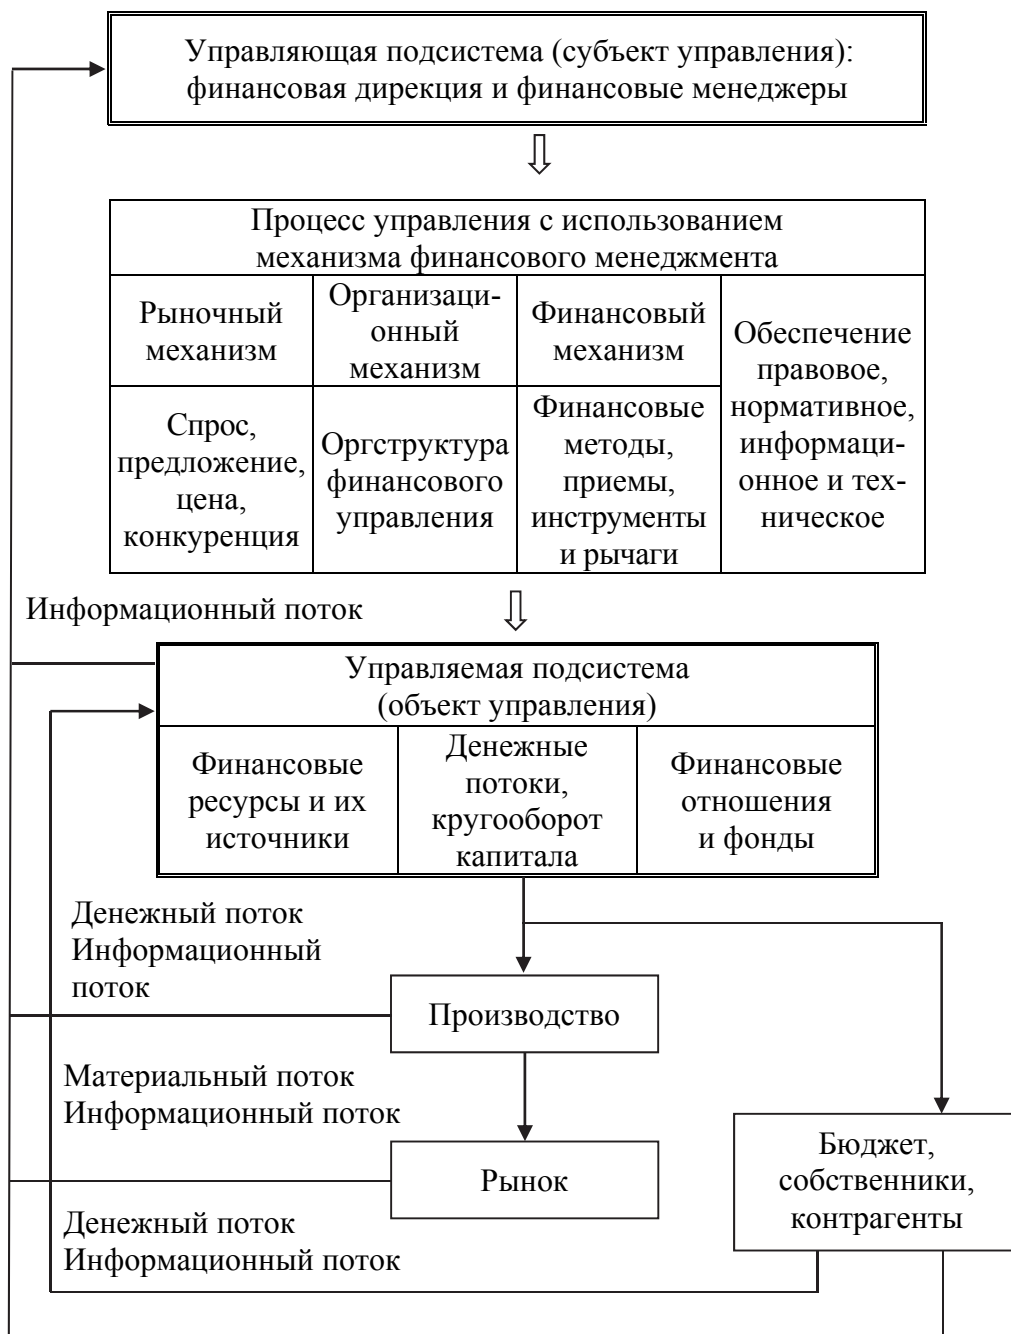 Управляющая подсистема (субъект управления):
финансовая дирекция и финансовые менеджеры
Процесс управления с использованием
механизма финансового менеджмента
Рыночный
механизм
Организаци-
онный
механизм
Финансовый
механизм
Обеспечение
правовое,
нормативное,
информаци-
онное и тех-
ническое
Спрос,
предложение,
цена,
конкуренция
Оргструктура
финансового
управления
Финансовые
методы,
приемы,
инструменты
и рычаги
Информационный поток
Управляемая подсистема
(объект управления)
Финансовые
ресурсы и их
источники
Денежные
потоки,
кругооборот
капитала
Финансовые
отношения
и фонды
Денежный поток
Информационный
поток
Производство
Материальный поток
Информационный поток
Рынок
Бюджет,
собственники,
контрагенты
Денежный поток
Информационный поток